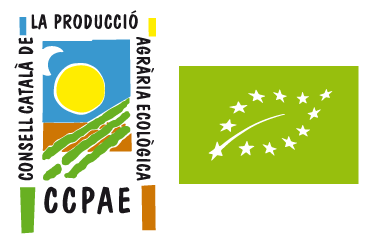 CONSELL CATALÀ DE
LA PRODUCCIÓ
AGRÀRIA ECOLÒGICA
CCPAE